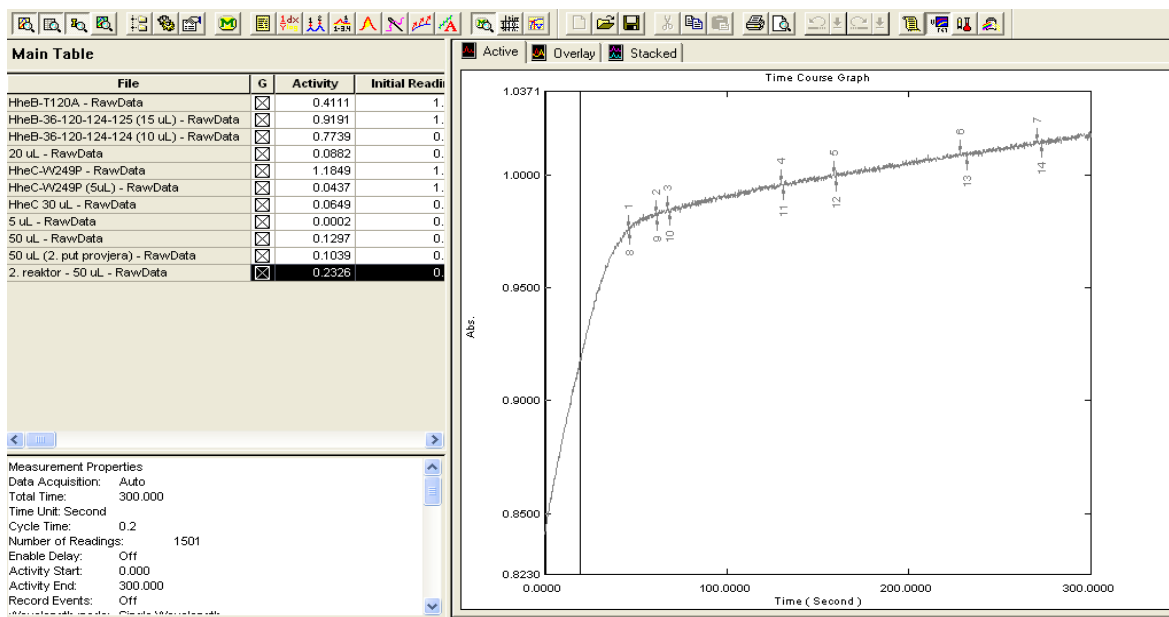 Main Table
File G Activity Initial Readi
HheB-T120A - RawData 0.4111 1.
HheB-36-120-124-125 (15 uL) - RawData 0.9191 1.
HheB-36-120-124-124 (10 uL) - RawData 0.7739 0.
20 uL - RawData 0.0882 0.
HheC-W249P - RawData 1.1849 1.
HheC-W249P (5uL) - RawData 0.0437 1.
HheC 30 uL - RawData 0.0649 0.
5 uL - RawData 0.0002 0.
50 uL - RawData 0.1297 0.
50 uL (2. put provjera) - RawData 0.1039 0.
2. reaktor - 50 uL - RawData 0.2326 0.
Measurement Properties
Data Acquisition: Auto
Total Time: 300.000
Time Unit: Second
Cycle Time: 0.2
Number of Readings: 1501
Enable Delay: Off
Activity Start: 0.000
Activity End: 300.000
Record Events: Off
Active Overlay Stacked
Time Course Graph
1.0371
1.0000
0.9500
0.9000
0.8500
0.8230
Abs.
1 2 3 4 5 6 7
8 9 10 11 12 13 14
0.0000 100.0000 200.0000 300.0000
Time ( Second )